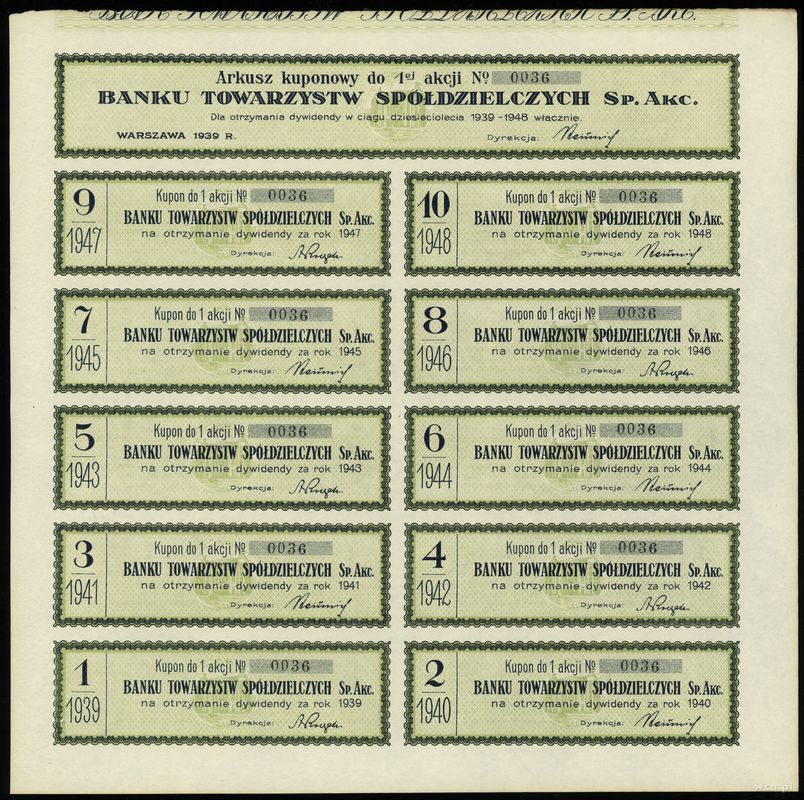 BANK TOWARZYSTW SPÓŁDZIELCZYCH SP. AKC.
Arkusz kuponowy do 1ej akcji № 0036
BANKU TOWARZYSTW SPÓŁDZIELCZYCH SP. AKC.
Dla otrzymania dywidendy w ciągu dziesięciolecia 1939-1948 włącznie.
WARSZAWA 1939 R. Dyrekcja:
9
1947
Kupon do 1 akcji № 0036
BANKU TOWARZYSTW SPÓŁDZIELCZYCH SP. AKC.
na otrzymanie dywidendy za rok 1947
Dyrekcja:
10
1948
Kupon do 1 akcji № 0036
BANKU TOWARZYSTW SPÓŁDZIELCZYCH SP. AKC.
na otrzymanie dywidendy za rok 1948
Dyrekcja:
7
1945
Kupon do 1 akcji № 0036
BANKU TOWARZYSTW SPÓŁDZIELCZYCH SP. AKC.
na otrzymanie dywidendy za rok 1945
Dyrekcja:
8
1946
Kupon do 1 akcji № 0036
BANKU TOWARZYSTW SPÓŁDZIELCZYCH SP. AKC.
na otrzymanie dywidendy za rok 1946
Dyrekcja:
5
1943
Kupon do 1 akcji № 0036
BANKU TOWARZYSTW SPÓŁDZIELCZYCH SP. AKC.
na otrzymanie dywidendy za rok 1943
Dyrekcja:
6
1944
Kupon do 1 akcji № 0036
BANKU TOWARZYSTW SPÓŁDZIELCZYCH SP. AKC.
na otrzymanie dywidendy za rok 1944
Dyrekcja:
3
1941
Kupon do 1 akcji № 0036
BANKU TOWARZYSTW SPÓŁDZIELCZYCH SP. AKC.
na otrzymanie dywidendy za rok 1941
Dyrekcja:
4
1942
Kupon do 1 akcji № 0036
BANKU TOWARZYSTW SPÓŁDZIELCZYCH SP. AKC.
na otrzymanie dywidendy za rok 1942
Dyrekcja:
1
1939
Kupon do 1 akcji № 0036
BANKU TOWARZYSTW SPÓŁDZIELCZYCH SP. AKC.
na otrzymanie dywidendy za rok 1939
Dyrekcja:
2
1940
Kupon do 1 akcji № 0036
BANKU TOWARZYSTW SPÓŁDZIELCZYCH SP. AKC.
na otrzymanie dywidendy za rok 1940
Dyrekcja:
wcn.pl